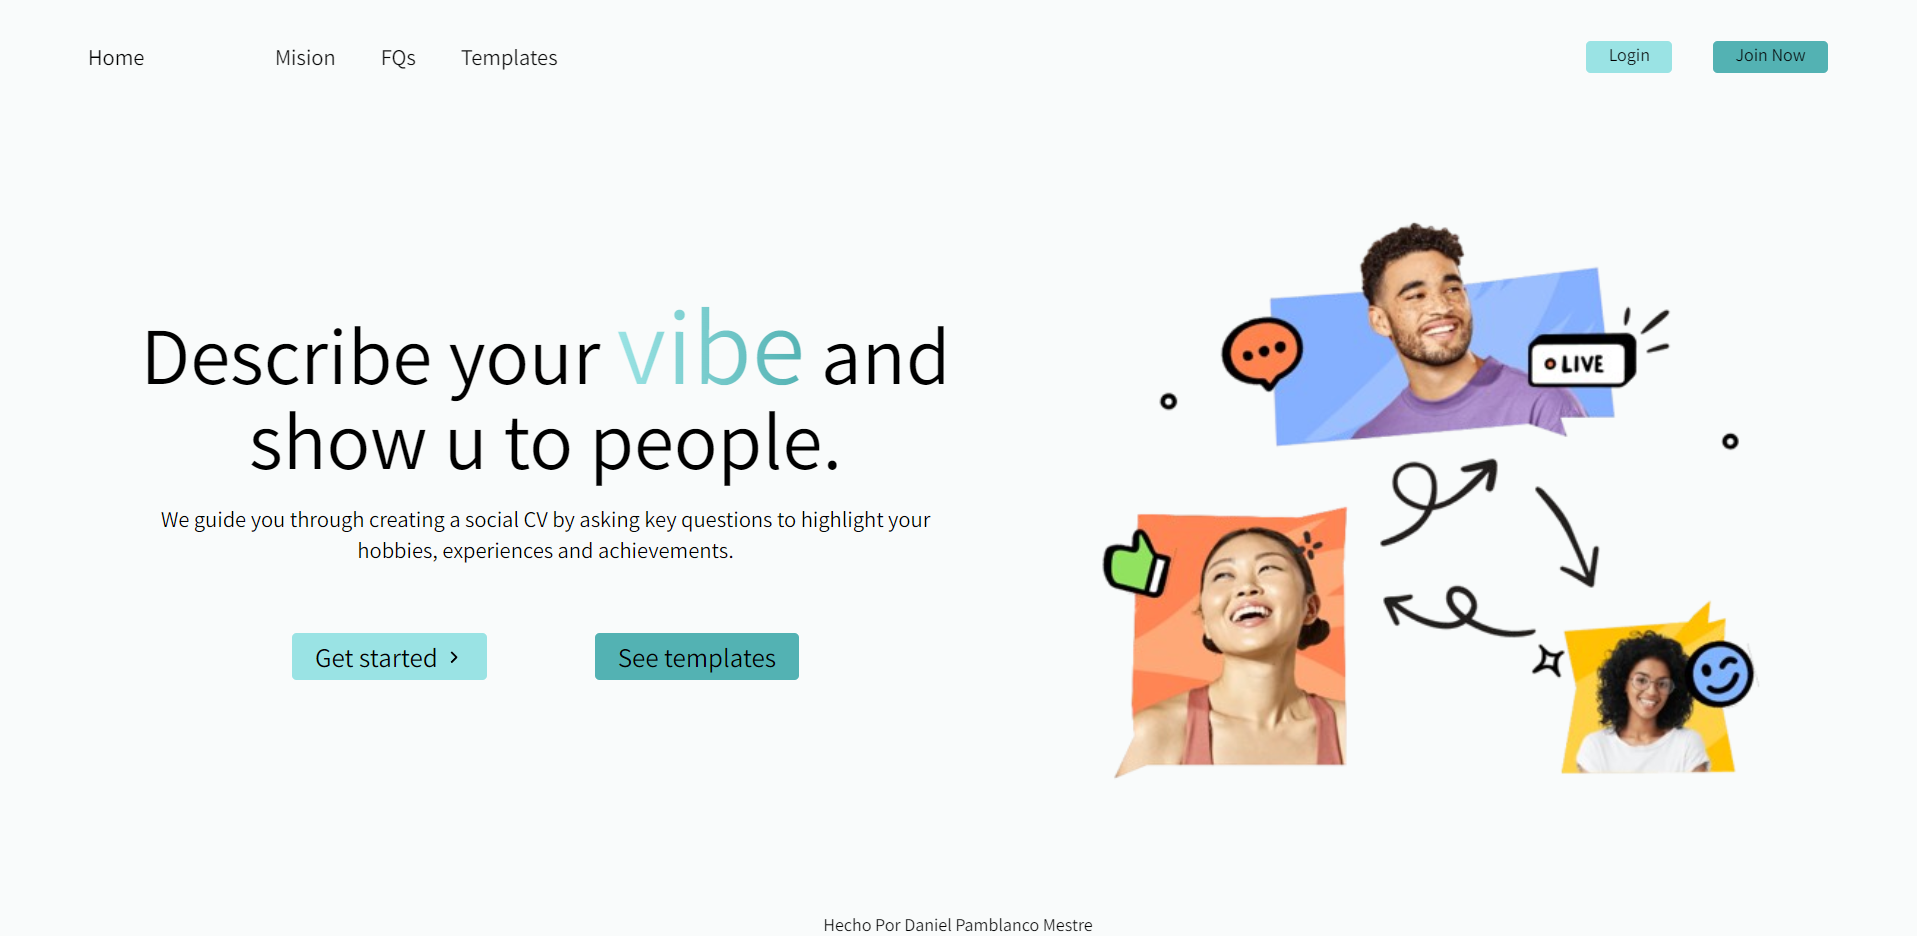 Home Mision FQs Templates Login Join Now
Describe your vibe and
show u to people.
We guide you through creating a social CV by asking key questions to highlight your
hobbies, experiences and achievements.
Get started See templates
LIVE
Hecho Por Daniel Pamblanco Mestre